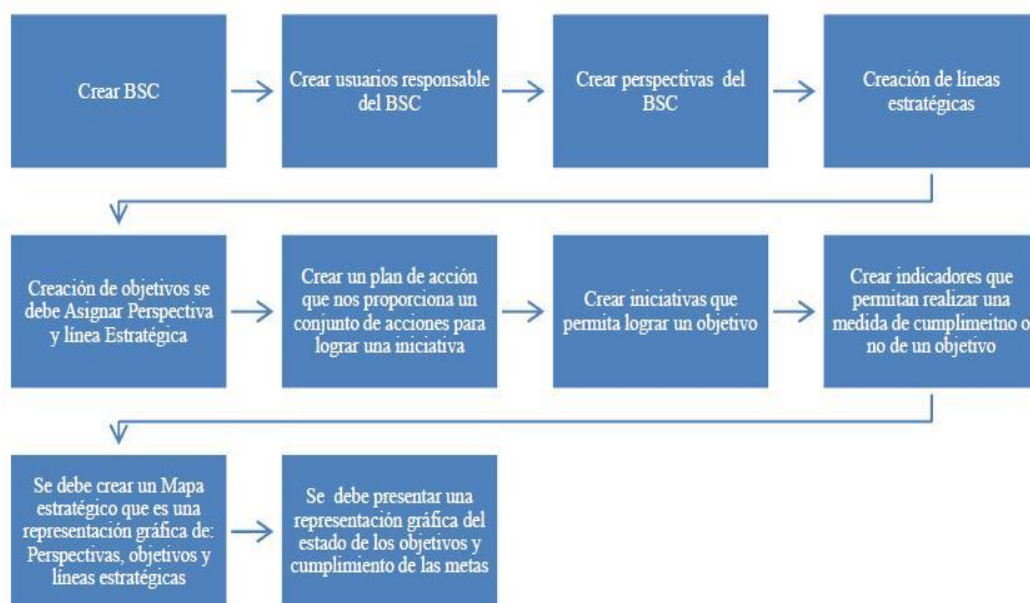 Crear BSC
Crear usuarios responsable
del BSC
Crear perspectivas del
BSC
Creación de líneas
estratégicas
Creación de objetivos se
debe Asignar Perspectiva
y línea Estratégica
Crear un plan de acción
que nos proporciona un
conjunto de acciones para
lograr una iniciativa
Crear iniciativas que
permita lograr un objetivo
Crear indicadores que
permitan realizar una
medida de cumplimeitno o
no de un objetivo
Se debe crear un Mapa
estratégico que es una
representación gráfica de:
Perspectivas, objetivos y
líneas estratégicas
Se debe presentar una
representación gráfica del
estado de los objetivos y
cumplimiento de las metas